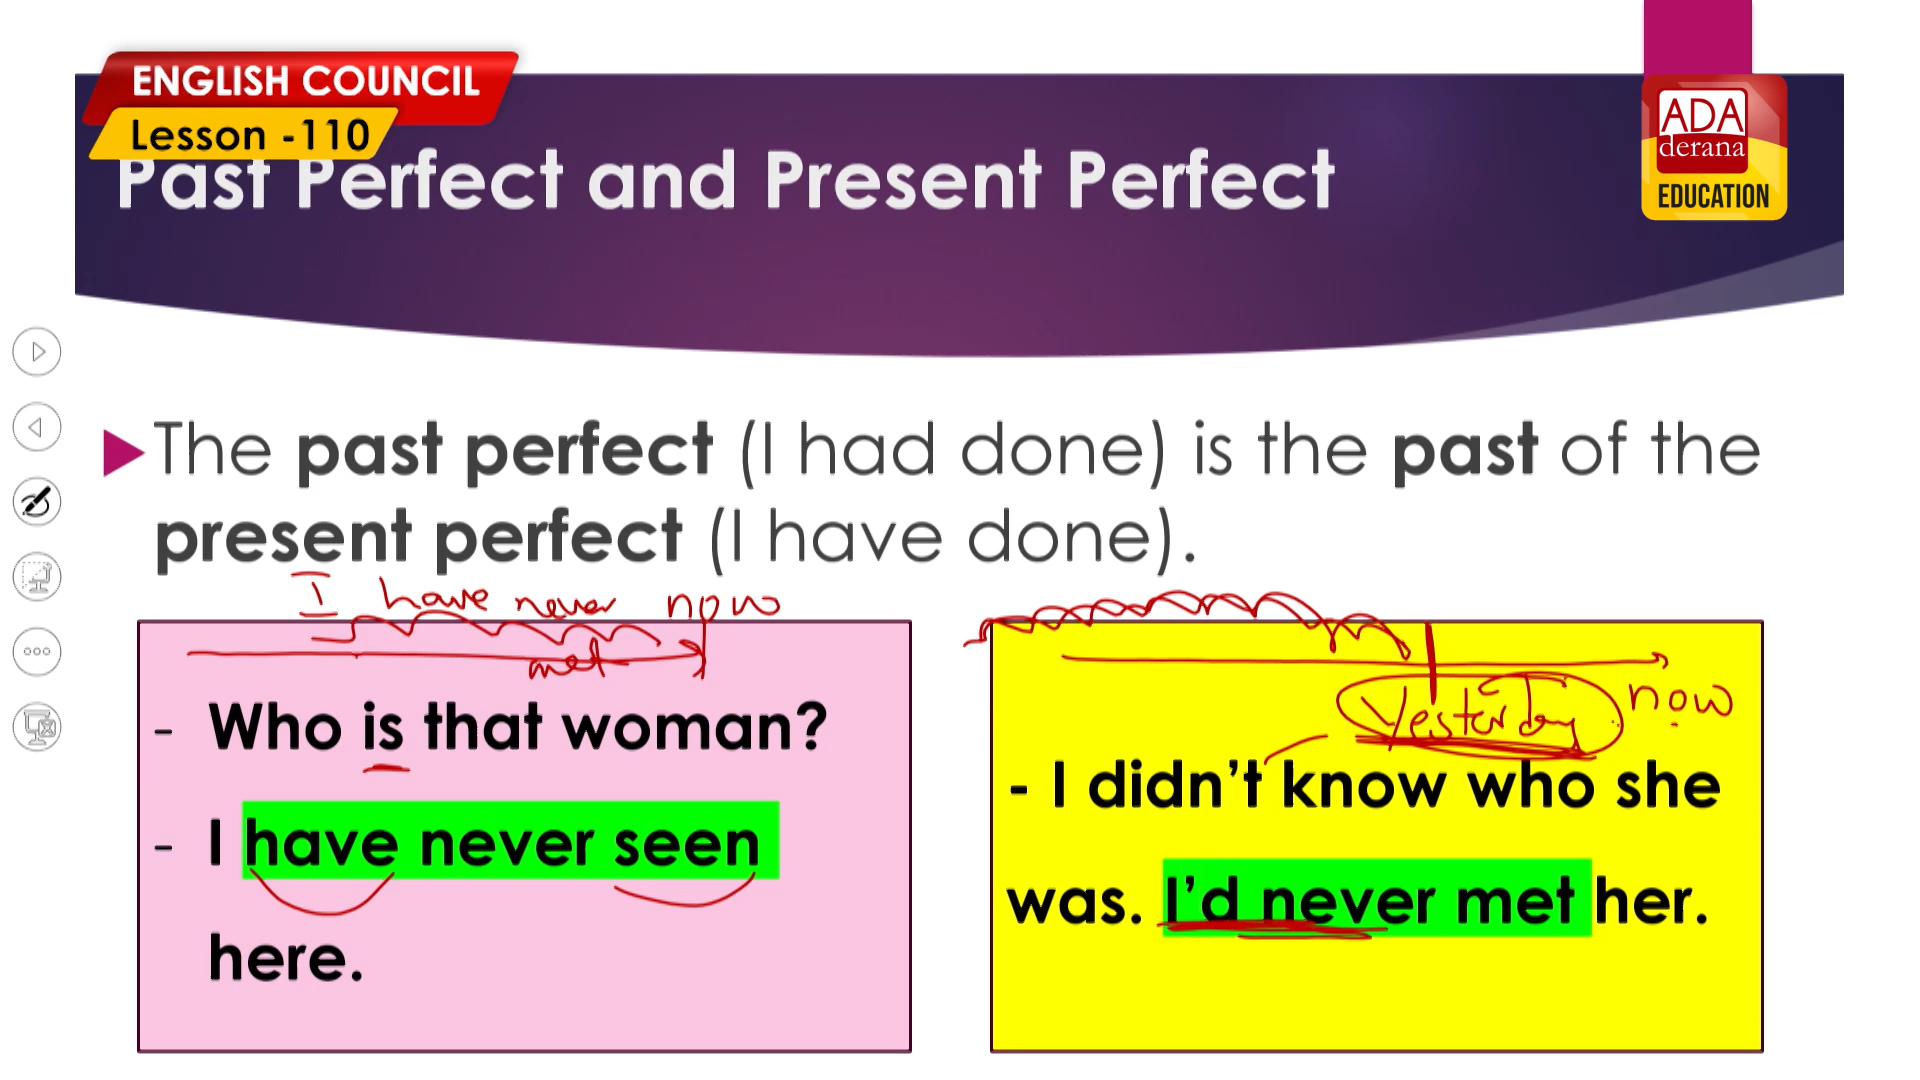 ENGLISH COUNCIL
Lesson -110
ADA
derana
EDUCATION
Past Perfect and Present Perfect
The past perfect (I had done) is the past of the
present perfect (I have done).
I have never now
met
- Who is that woman?
- I have never seen
here.
Yesterday now
- I didn't know who she
was. I'd never met her.